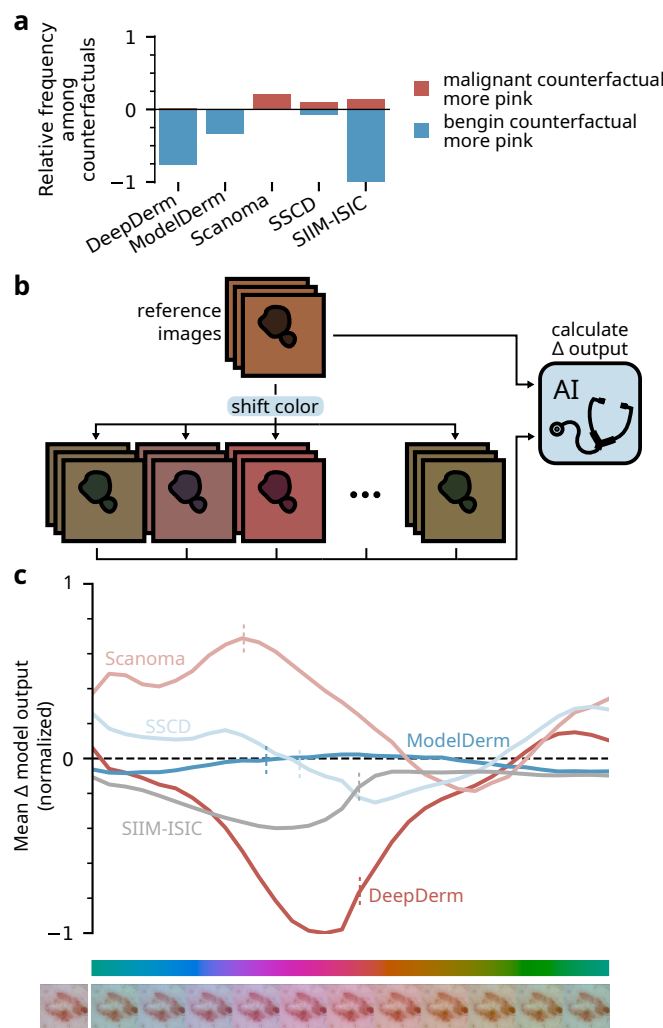 a
1
0
−1
Relative frequency
among
counterfactuals
malignant counterfactual
more pink
bengin counterfactual
more pink
DeepDerm
ModelDerm
Scanoma
SSCD
SIIM-ISIC
b
reference
images
shift color
calculate
Δ output
AI
c
1
0
−1
Mean Δ model output
(normalized)
Scanoma
SSCD
ModelDerm
SIIM-ISIC
DeepDerm